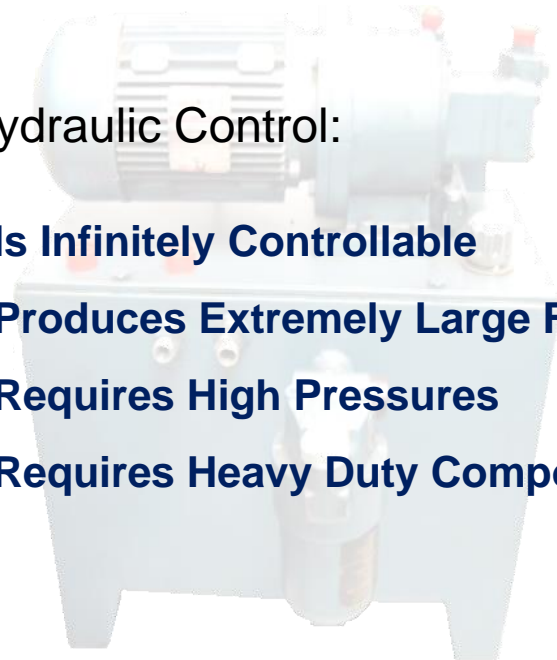 ydraulic Control:
Is Infinitely Controllable
Produces Extremely Large F
Requires High Pressures
Requires Heavy Duty Compo